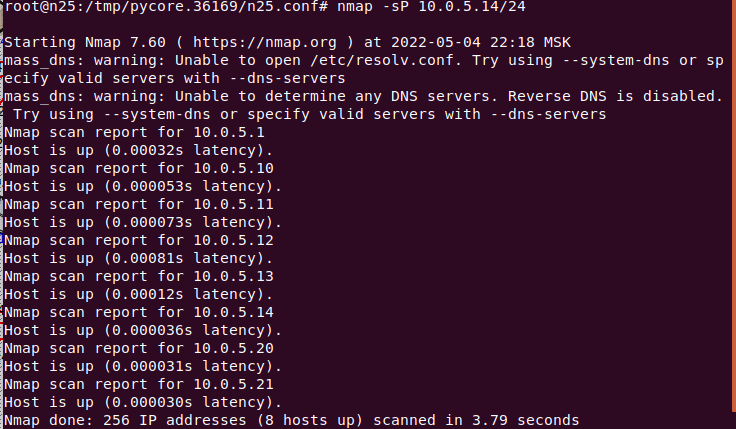 root@n25:/tmp/pycore.36169/n25.conf# nmap -sP 10.0.5.14/24
Starting Nmap 7.60 ( https://nmap.org ) at 2022-05-04 22:18 MSK
mass_dns: warning: Unable to open /etc/resolv.conf. Try using --system-dns or sp
ecify valid servers with --dns-servers
mass_dns: warning: Unable to determine any DNS servers. Reverse DNS is disabled.
 Try using --system-dns or specify valid servers with --dns-servers
Nmap scan report for 10.0.5.1
Host is up (0.00032s latency).
Nmap scan report for 10.0.5.10
Host is up (0.000053s latency).
Nmap scan report for 10.0.5.11
Host is up (0.000073s latency).
Nmap scan report for 10.0.5.12
Host is up (0.00081s latency).
Nmap scan report for 10.0.5.13
Host is up (0.00012s latency).
Nmap scan report for 10.0.5.14
Host is up (0.000036s latency).
Nmap scan report for 10.0.5.20
Host is up (0.000031s latency).
Nmap scan report for 10.0.5.21
Host is up (0.000030s latency).
Nmap done: 256 IP addresses (8 hosts up) scanned in 3.79 seconds